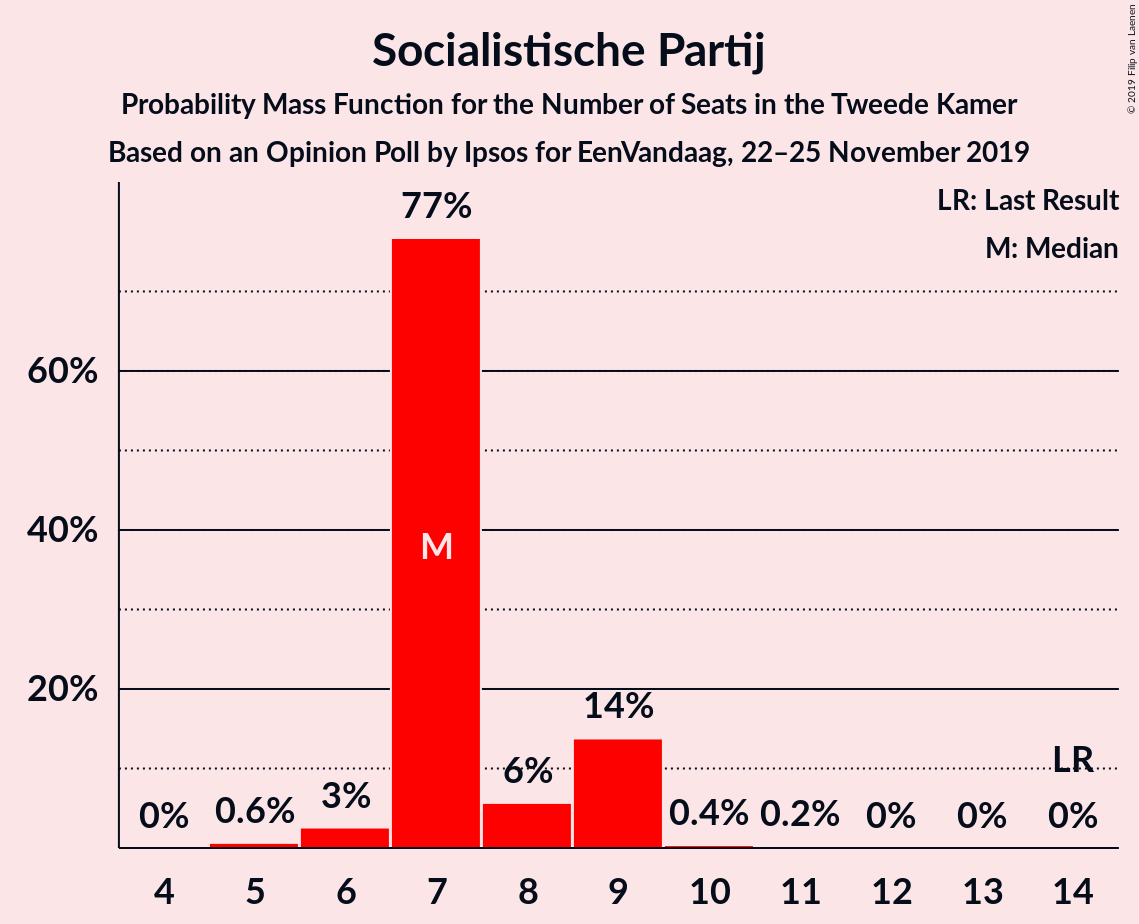 Socialistische Partij
Probability Mass Function for the Number of Seats in the Tweede Kamer
Based on an Opinion Poll by Ipsos for EenVandaag, 22–25 November 2019
© 2019 Filip van Laenen
LR: Last Result
M: Median
60%
40%
20%
0%
0.6%
3%
77%
M
6%
14%
0.4%
0.2%
0%
0%
LR
0%
4 5 6 7 8 9 10 11 12 13 14